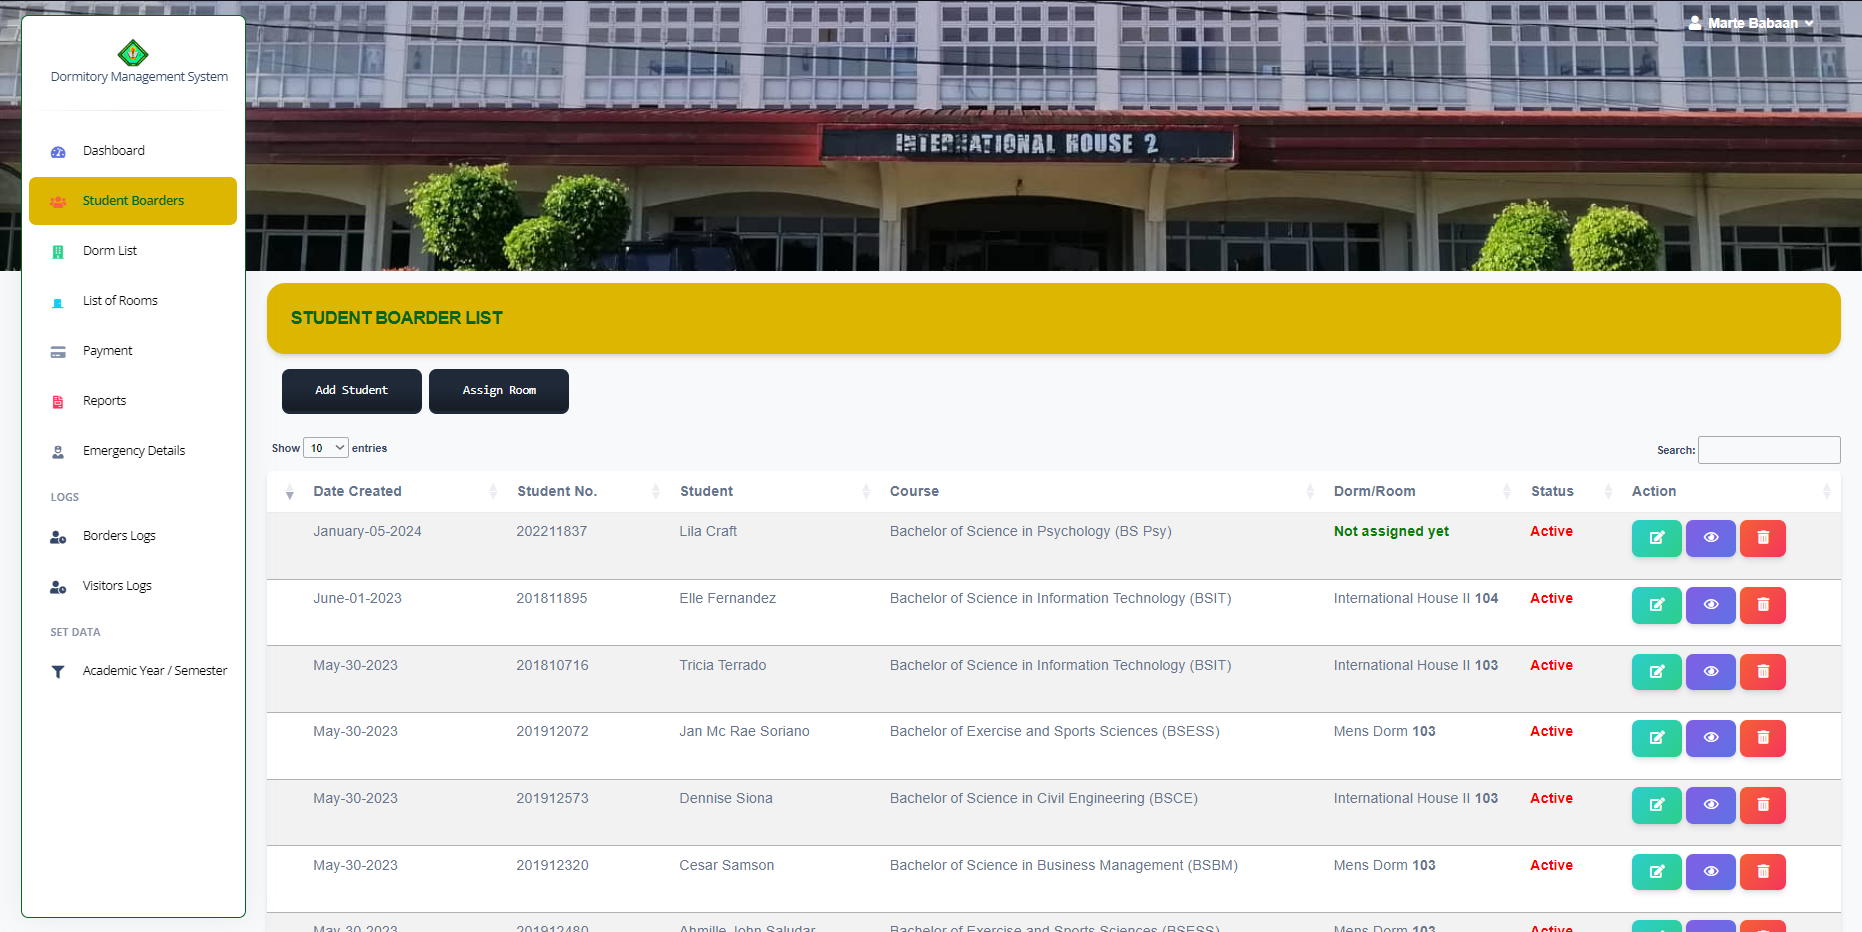 Marte Babaan
INTERNATIONAL HOUSE 2
Dormitory Management System
Dashboard
Student Boarders
Dorm List
List of Rooms
Payment
Reports
Emergency Details
LOGS
Borders Logs
Visitors Logs
SET DATA
Academic Year / Semester
STUDENT BOARDER LIST
Add Student Assign Room
Show 10 entries Search:
Date Created Student No. Student Course Dorm/Room Status Action
January-05-2024 202211837 Lila Craft Bachelor of Science in Psychology (BS Psy) Not assigned yet Active
June-01-2023 201811895 Elle Fernandez Bachelor of Science in Information Technology (BSIT) International House II 104 Active
May-30-2023 201810716 Tricia Terrado Bachelor of Science in Information Technology (BSIT) International House II 103 Active
May-30-2023 201912072 Jan Mc Rae Soriano Bachelor of Exercise and Sports Sciences (BSESS) Mens Dorm 103 Active
May-30-2023 201912573 Dennise Siona Bachelor of Science in Civil Engineering (BSCE) International House II 103 Active
May-30-2023 201912320 Cesar Samson Bachelor of Science in Business Management (BSBM) Mens Dorm 103 Active
May-30-2023 201912480 Ahmille John Saludar Bachelor of Exercise and Sports Sciences (BSESS) Mens Dorm 103 Active